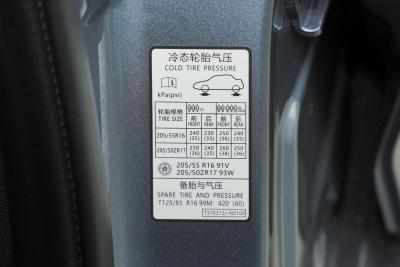 冷态轮胎气压
COLD TIRE PRESSURE
kPa(psi)
轮胎规格 前 后 前 后
TIRE SIZE FRONT REAR FRONT REAR
205/55R16 240 230 250 240
(35) (33) (36) (35)
205/50ZR17 250 240 260 250
(36) (35) (38) (36)
205/55 R16 91V
205/50ZR17 93W
备胎与气压
SPARE TIRE AND PRESSURE
T125/85 R16 99M: 420 (60)